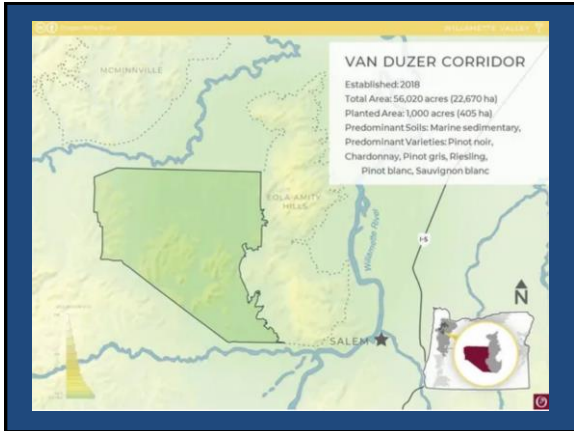 WILLAMETTE VALLEY
VAN DUZER CORRIDOR
Established: 2018
Total Area: 56,020 acres (22,670 ha)
Planted Area: 1,000 acres (405 ha)
Predominant Soils: Marine sedimentary,
Predominant Varieties: Pinot noir,
Chardonnay, Pinot gris, Riesling,
Pinot blanc, Sauvignon blanc
MCMINNVILLE
EOLA-AMITY
HILLS
Willamette River
I-5
N
SALEM